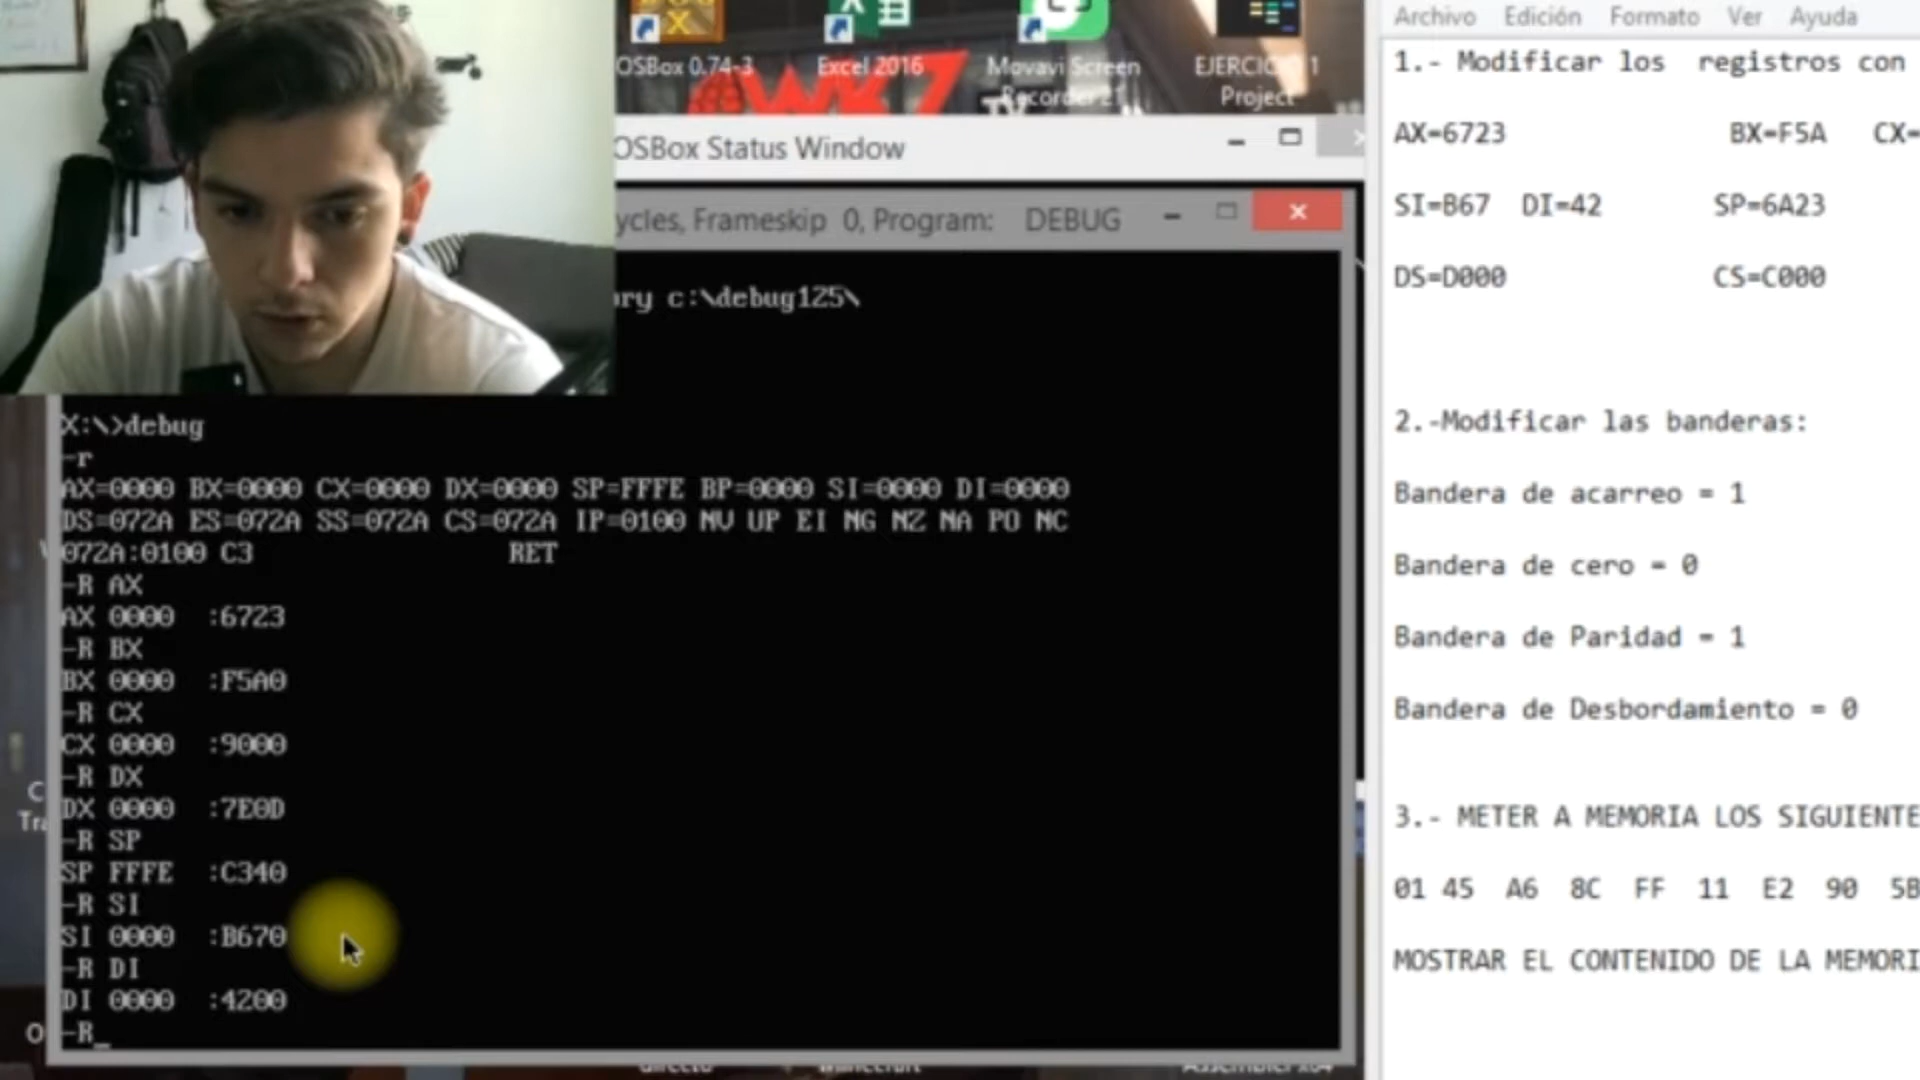 OSBox 0.74-3
Excel 2016
Movavi Screen
Recorder 21
EJERCICIO 1
Project
OSBox Status Window
ycles, Frameskip 0, Program: DEBUG
ory c:\debug125\
X:\>debug
-r
AX=0000 BX=0000 CX=0000 DX=0000 SP=FFFE BP=0000 SI=0000 DI=0000
DS=072A ES=072A SS=072A CS=072A IP=0100 NV UP EI NG NZ NA PO NC
072A:0100 C3 RET
-R AX
AX 0000 :6723
-R BX
BX 0000 :F5A0
-R CX
CX 0000 :9000
-R DX
DX 0000 :7E0D
-R SP
SP FFFE :C340
-R SI
SI 0000 :B670
-R DI
DI 0000 :4200
-R_
Archivo Edición Formato Ver Ayuda
1.- Modificar los registros con
AX=6723 BX=F5A CX=
SI=B67 DI=42 SP=6A23
DS=D000 CS=C000
2.-Modificar las banderas:
Bandera de acarreo = 1
Bandera de cero = 0
Bandera de Paridad = 1
Bandera de Desbordamiento = 0
3.- METER A MEMORIA LOS SIGUIENTE
01 45 A6 8C FF 11 E2 90 5B
MOSTRAR EL CONTENIDO DE LA MEMORI